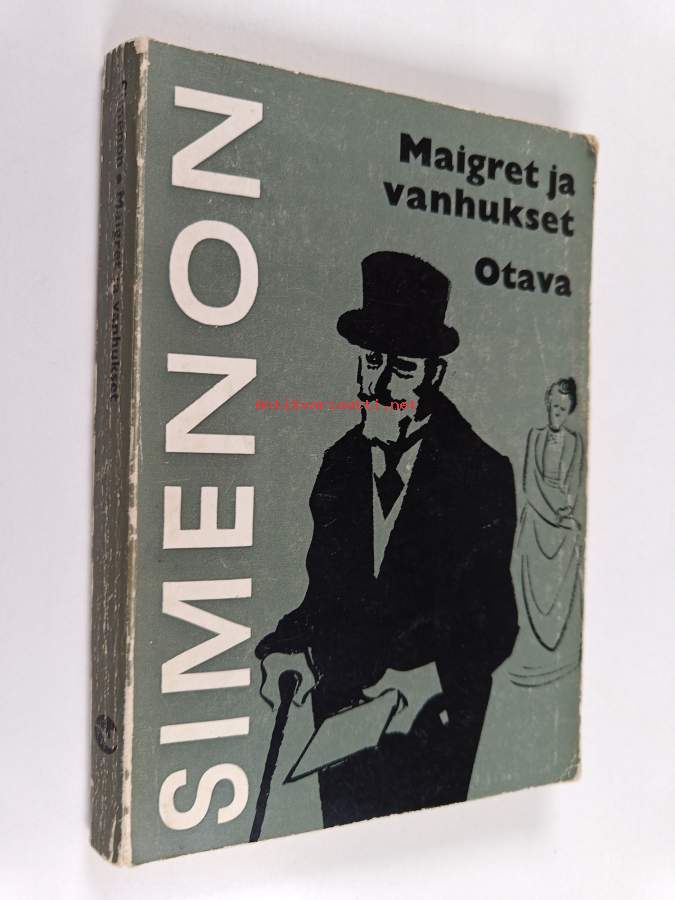 SIMENON
Maigret ja
vanhukset
Otava
antikvariaatti.net
Simenon • Maigret ja vanhukset